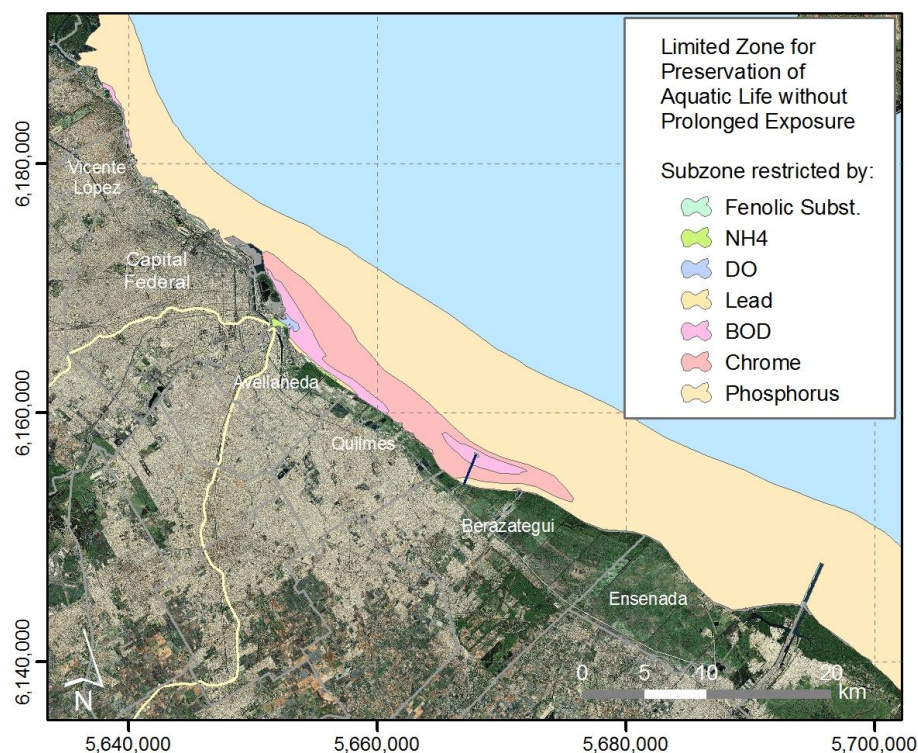 Limited Zone for
Preservation of
Aquatic Life without
Prolonged Exposure
Subzone restricted by:
Fenolic Subst.
NH4
DO
Lead
BOD
Chrome
Phosphorus
6,180,000
6,160,000
6,140,000
Vicente
López
Capital
Federal
Avellaneda
Quilmes
Berazategui
Ensenada
N
0 5 10 20
km
5,640,000 5,660,000 5,680,000 5,700,000